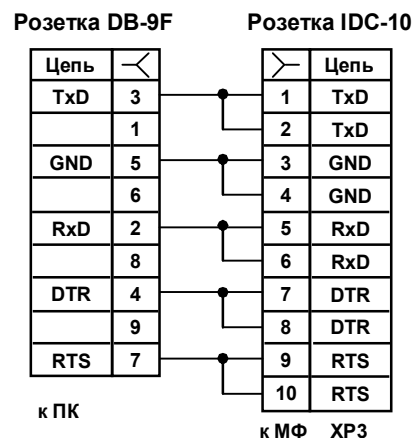 Розетка DB-9F Розетка IDC-10
Цепь Цепь
TxD 3 1 TxD
1 2 TxD
GND 5 3 GND
6 4 GND
RxD 2 5 RxD
8 6 RxD
DTR 4 7 DTR
9 8 DTR
RTS 7 9 RTS
10 RTS
к ПК
к МФ XP3